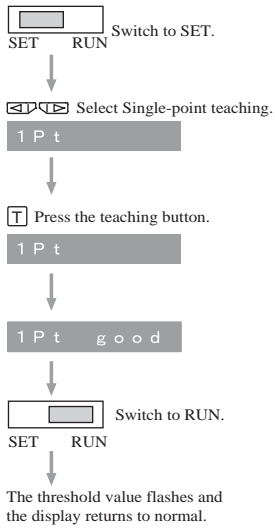 Switch to SET.
SET RUN
Select Single-point teaching.
1Pt
T Press the teaching button.
1Pt
1Pt good
Switch to RUN.
SET RUN
The threshold value flashes and
the display returns to normal.